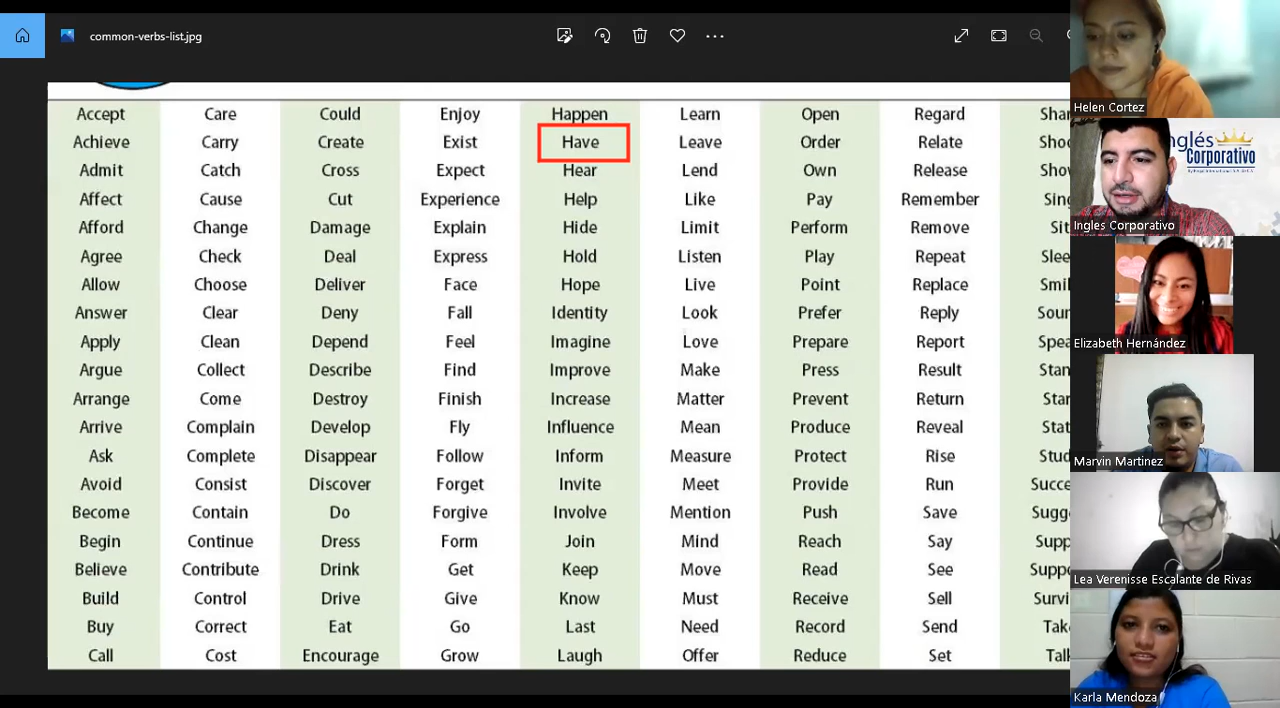 common-verbs-list.jpg
Accept Care Could Enjoy Happen Learn Open Regard
Achieve Carry Create Exist Have Leave Order Relate
Admit Catch Cross Expect Hear Lend Own Release
Affect Cause Cut Experience Help Like Pay Remember
Afford Change Damage Explain Hide Limit Perform Remove Sit
Agree Check Deal Express Hold Listen Play Repeat
Allow Choose Deliver Face Hope Live Point Replace
Answer Clear Deny Fall Identity Look Prefer Reply
Apply Clean Depend Feel Imagine Love Prepare Report
Argue Collect Describe Find Improve Make Press Result
Arrange Come Destroy Finish Increase Matter Prevent Return
Arrive Complain Develop Fly Influence Mean Produce Reveal
Ask Complete Disappear Follow Inform Measure Protect Rise
Avoid Consist Discover Forget Invite Meet Provide Run
Become Contain Do Forgive Involve Mention Push Save
Begin Continue Dress Form Join Mind Reach Say
Believe Contribute Drink Get Keep Move Read See
Build Control Drive Give Know Must Receive Sell
Buy Correct Eat Go Last Need Record Send
Call Cost Encourage Grow Laugh Offer Reduce Set
Helen Cortez
Inglés
Corporativo
Ingles Corporativo
Elizabeth Hernández
Marvin Martinez
Lea Verenisse Escalante de Rivas
Karla Mendoza